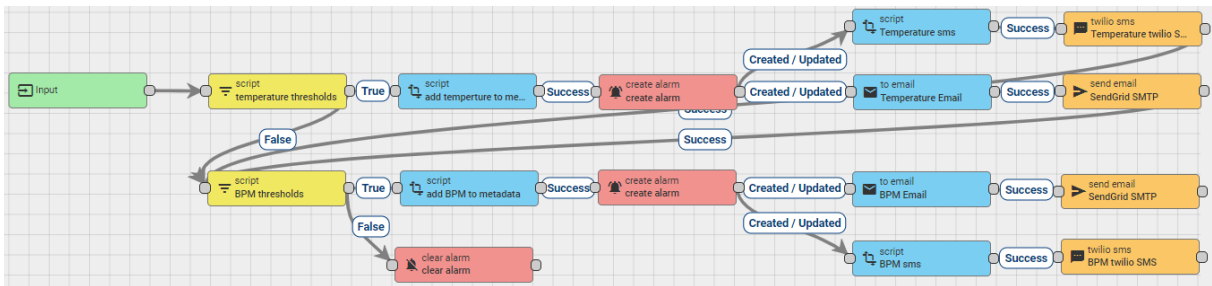 script
Temperature sms
Success
twilio sms
Temperature twilio S...
Created / Updated
Input
script
temperature thresholds
True
script
add temperture to me...
Success
create alarm
create alarm
Created / Updated
to email
Temperature Email
Success
send email
SendGrid SMTP
Success
Success
False
script
BPM thresholds
True
script
add BPM to metadata
Success
create alarm
create alarm
Created / Updated
to email
BPM Email
Success
send email
SendGrid SMTP
False
Created / Updated
clear alarm
clear alarm
script
BPM sms
Success
twilio sms
BPM twilio SMS